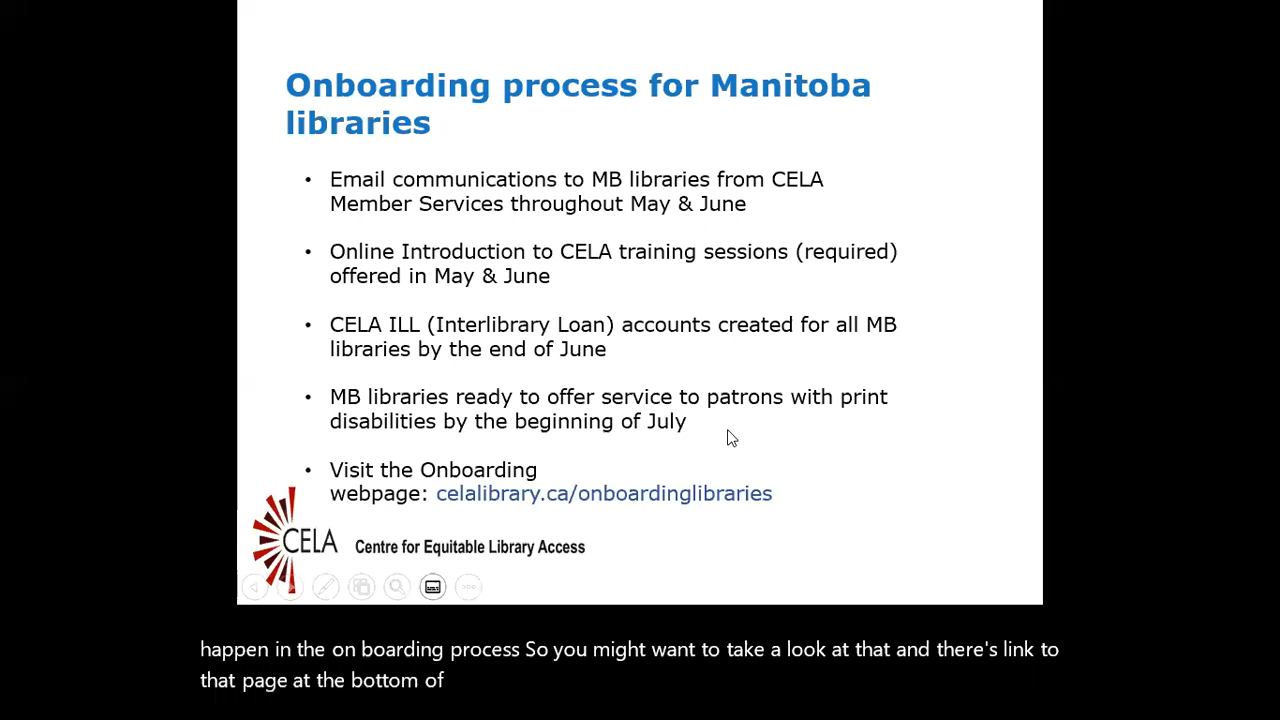 Onboarding process for Manitoba
libraries
• Email communications to MB libraries from CELA
Member Services throughout May & June
• Online Introduction to CELA training sessions (required)
offered in May & June
• CELA ILL (Interlibrary Loan) accounts created for all MB
libraries by the end of June
• MB libraries ready to offer service to patrons with print
disabilities by the beginning of July
• Visit the Onboarding
webpage: celalibrary.ca/onboardinglibraries
CELA Centre for Equitable Library Access
happen in the on boarding process So you might want to take a look at that and there's link to
that page at the bottom of